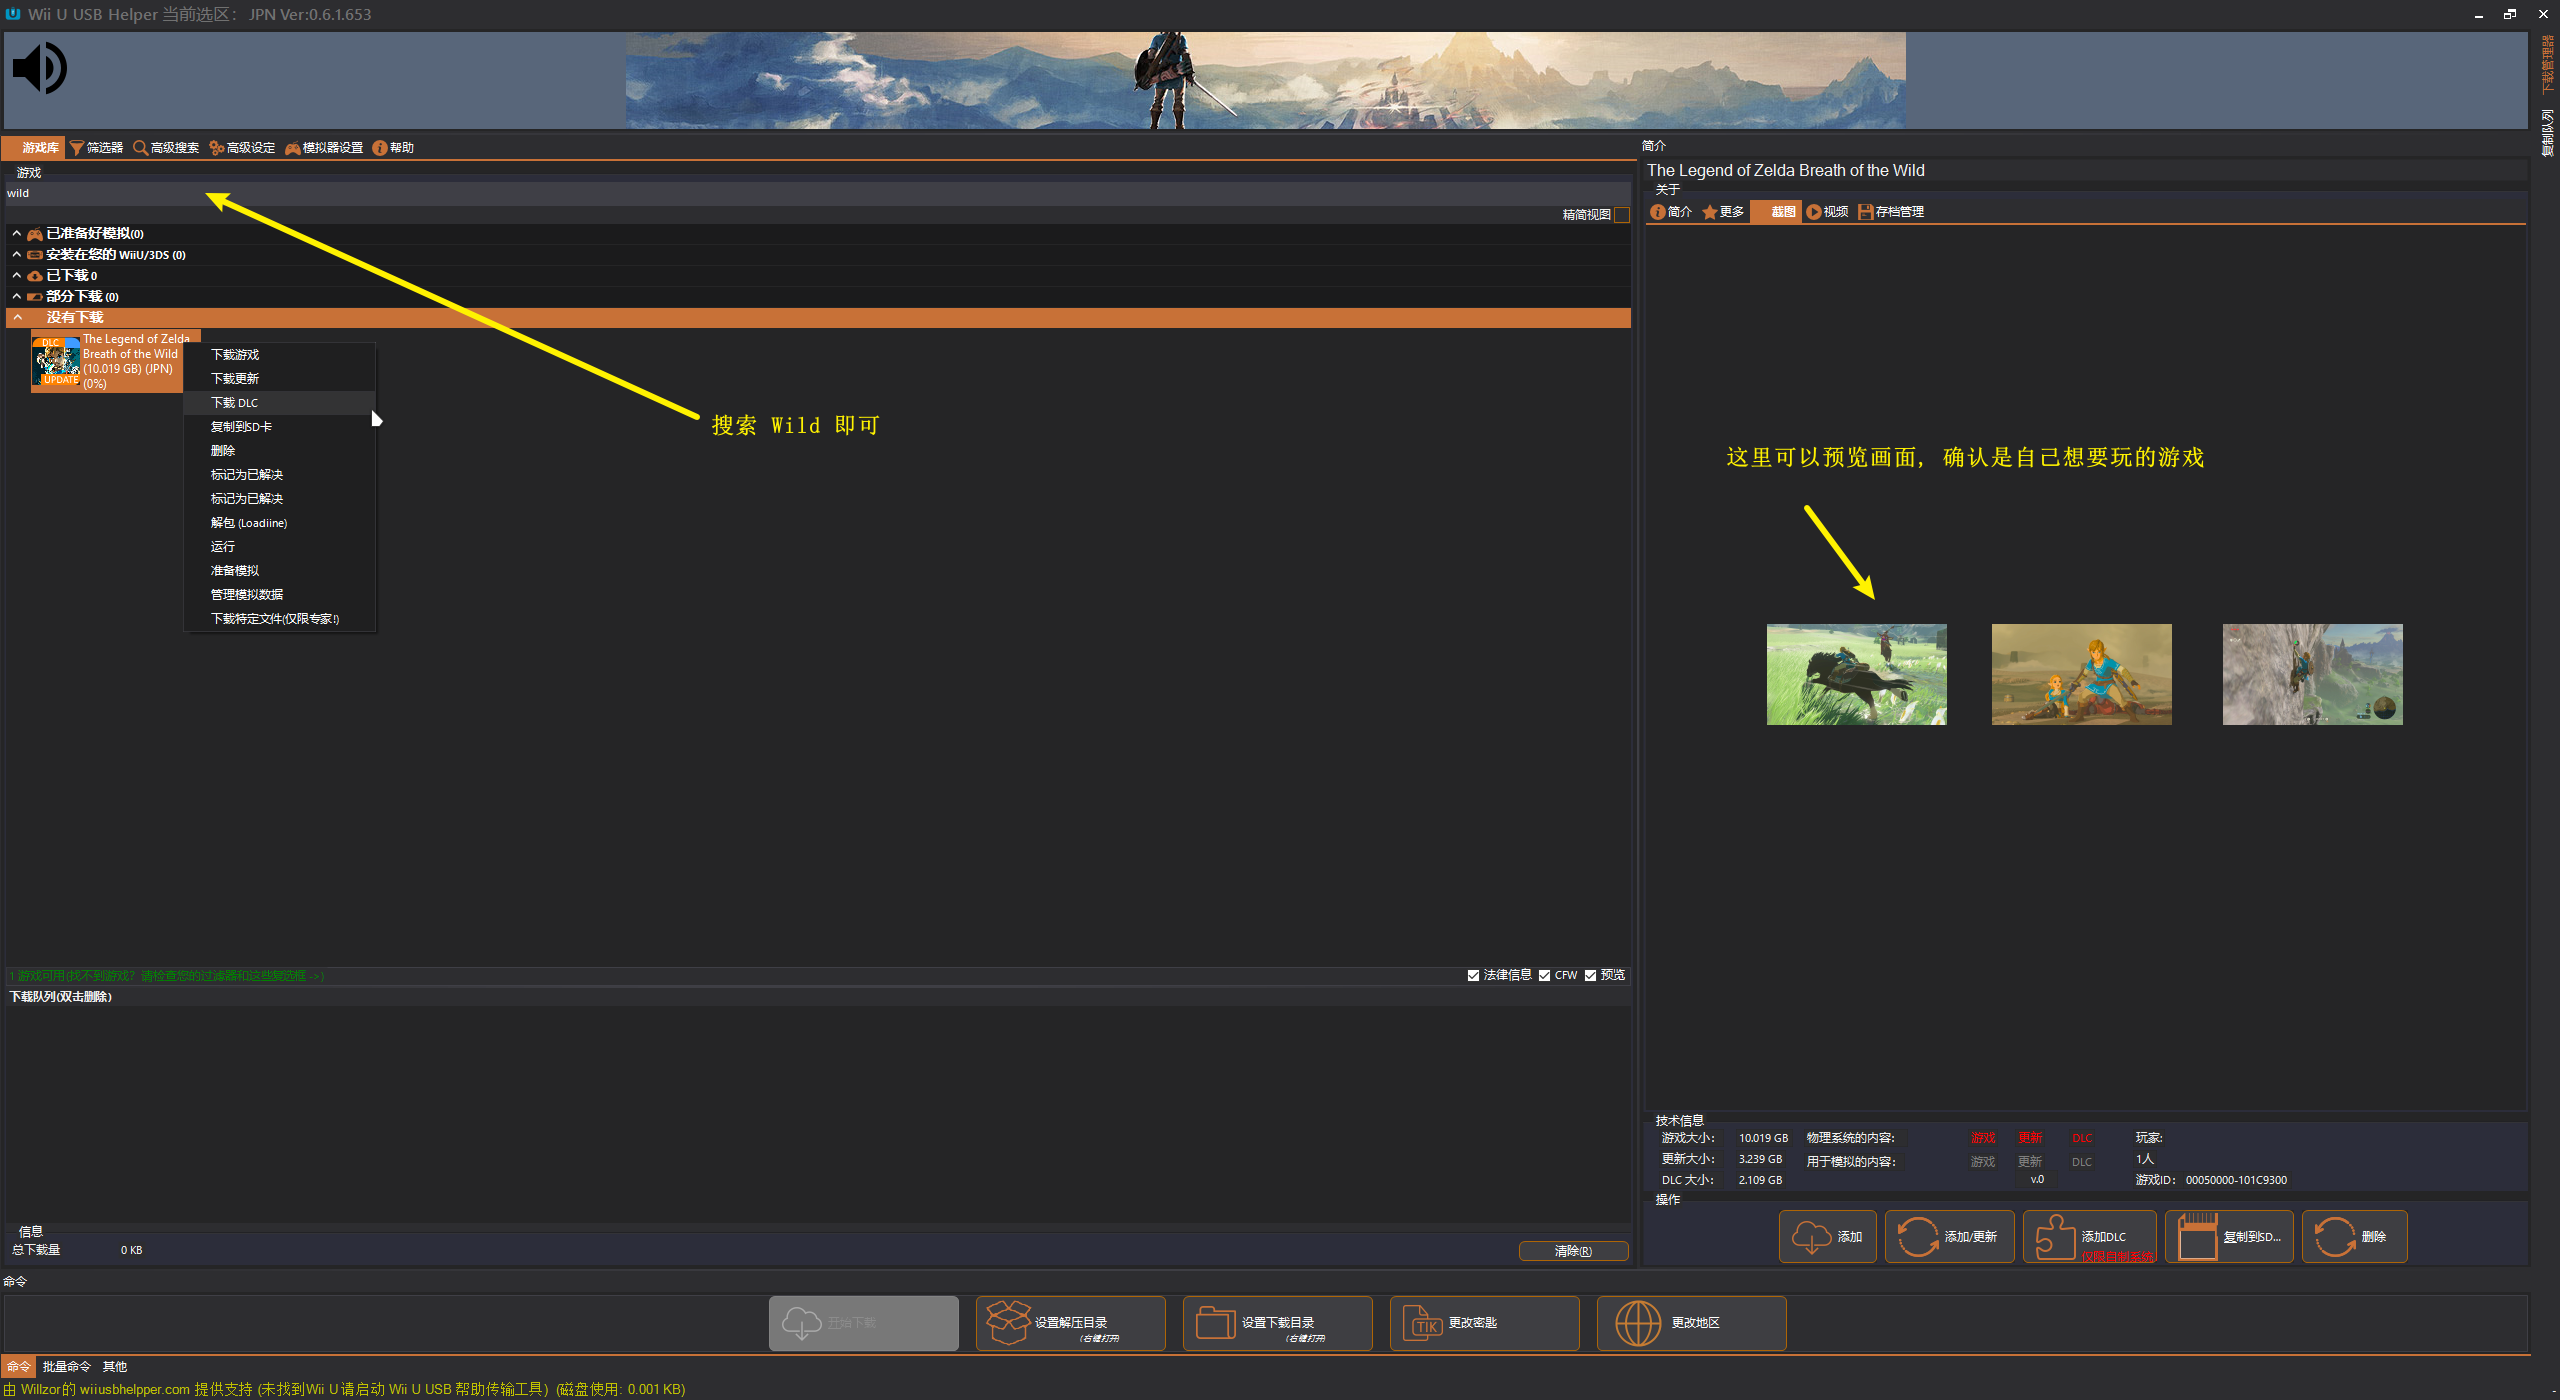 Wii U USB Helper 当前选区： JPN Ver:0.6.1.653
下载管理器
复制队列
游戏库 筛选器 高级搜索 高级设定 模拟器设置 帮助
游戏
wild
精简视图
已准备好模拟(0)
安装在您的 WiiU/3DS (0)
已下载 0
部分下载 (0)
没有下载
DLC
UPDATE
The Legend of Zelda
Breath of the Wild
(10.019 GB) (JPN)
(0%)
下载游戏
下载更新
下载 DLC
复制到SD卡
删除
标记为已解决
标记为已解决
解包 (Loadiine)
运行
准备模拟
管理模拟数据
下载特定文件(仅限专家!)
搜索 Wild 即可
1 游戏可用(找不到游戏？请检查您的过滤器和这些复选框 ->)
法律信息 CFW 预览
下载队列(双击删除)
信息
总下载量 0 KB
清除(R)
简介
The Legend of Zelda Breath of the Wild
关于
简介 更多 截图 视频 存档管理
这里可以预览画面, 确认是自己想要玩的游戏
技术信息
游戏大小： 10.019 GB 物理系统的内容： 游戏 更新 DLC 玩家:
更新大小： 3.239 GB 用于模拟的内容： 游戏 更新 DLC 1人
DLC 大小： 2.109 GB v.0 游戏ID： 00050000-101C9300
操作
添加
添加/更新
添加DLC
仅限自制系统
复制到SD...
删除
命令
开始下载
设置解压目录
(右键打开)
设置下载目录
(右键打开)
TIK
更改密匙
更改地区
命令 批量命令 其他
由 Willzor的 wiiusbhelpper.com 提供支持 (未找到Wii U 请启动 Wii U USB 帮助传输工具) (磁盘使用: 0.001 KB)